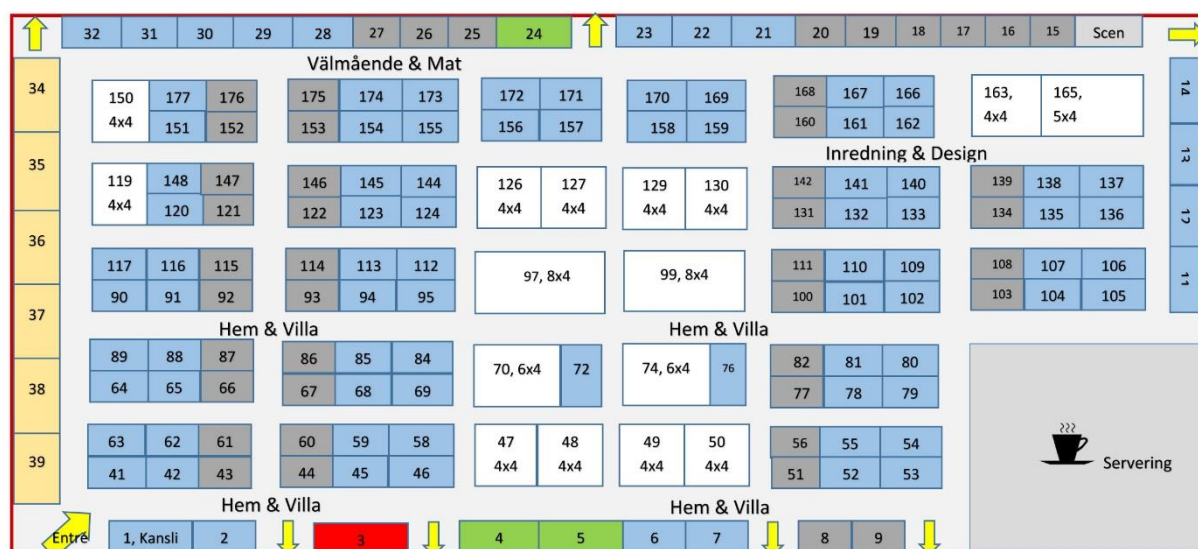 32 31 30 29 28 27 26 25 24 23 22 21 20 19 18 17 16 15 Scen
Välmående & Mat
34 150 177 176 175 174 173 172 171 170 169 168 167 166 163, 165, 14
4x4 151 152 153 154 155 156 157 158 159 160 161 162 4x4 5x4
35 Inredning & Design 13
119 148 147 146 145 144 126 127 129 130 142 141 140 139 138 137
4x4 120 121 122 123 124 4x4 4x4 4x4 4x4 131 132 133 134 135 136 12
36
117 116 115 114 113 112 97, 8x4 99, 8x4 111 110 109 108 107 106 11
90 91 92 93 94 95 100 101 102 103 104 105
37
Hem & Villa Hem & Villa
89 88 87 86 85 84 70, 6x4 72 74, 6x4 76 82 81 80
38 64 65 66 67 68 69 77 78 79
63 62 61 60 59 58 47 48 49 50 56 55 54
39 41 42 43 44 45 46 4x4 4x4 4x4 4x4 51 52 53 Servering
Hem & Villa Hem & Villa
Entré 1, Kansli 2 3 4 5 6 7 8 9